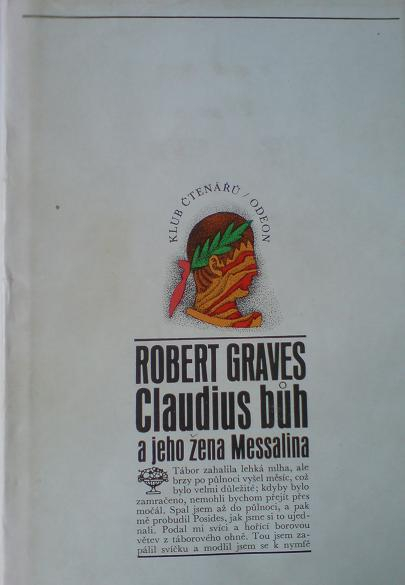 KLUB ČTENÁŘŮ / ODEON
ROBERT GRAVES
Claudius bůh
a jeho žena Messalina
Tábor zahalila lehká mlha, ale
brzy po půlnoci vyšel měsíc, což
bylo velmi důležité; kdyby bylo
zamračeno, nemohli bychom přejít přes
močál. Spal jsem až do půlnoci, a pak
mě probudil Posides, jak jsme si to ujed-
nali. Podal mi svíci a hořící borovou
větev z táborového ohně. Tou jsem za-
pálil svíčku a modlil jsem se k nymfě